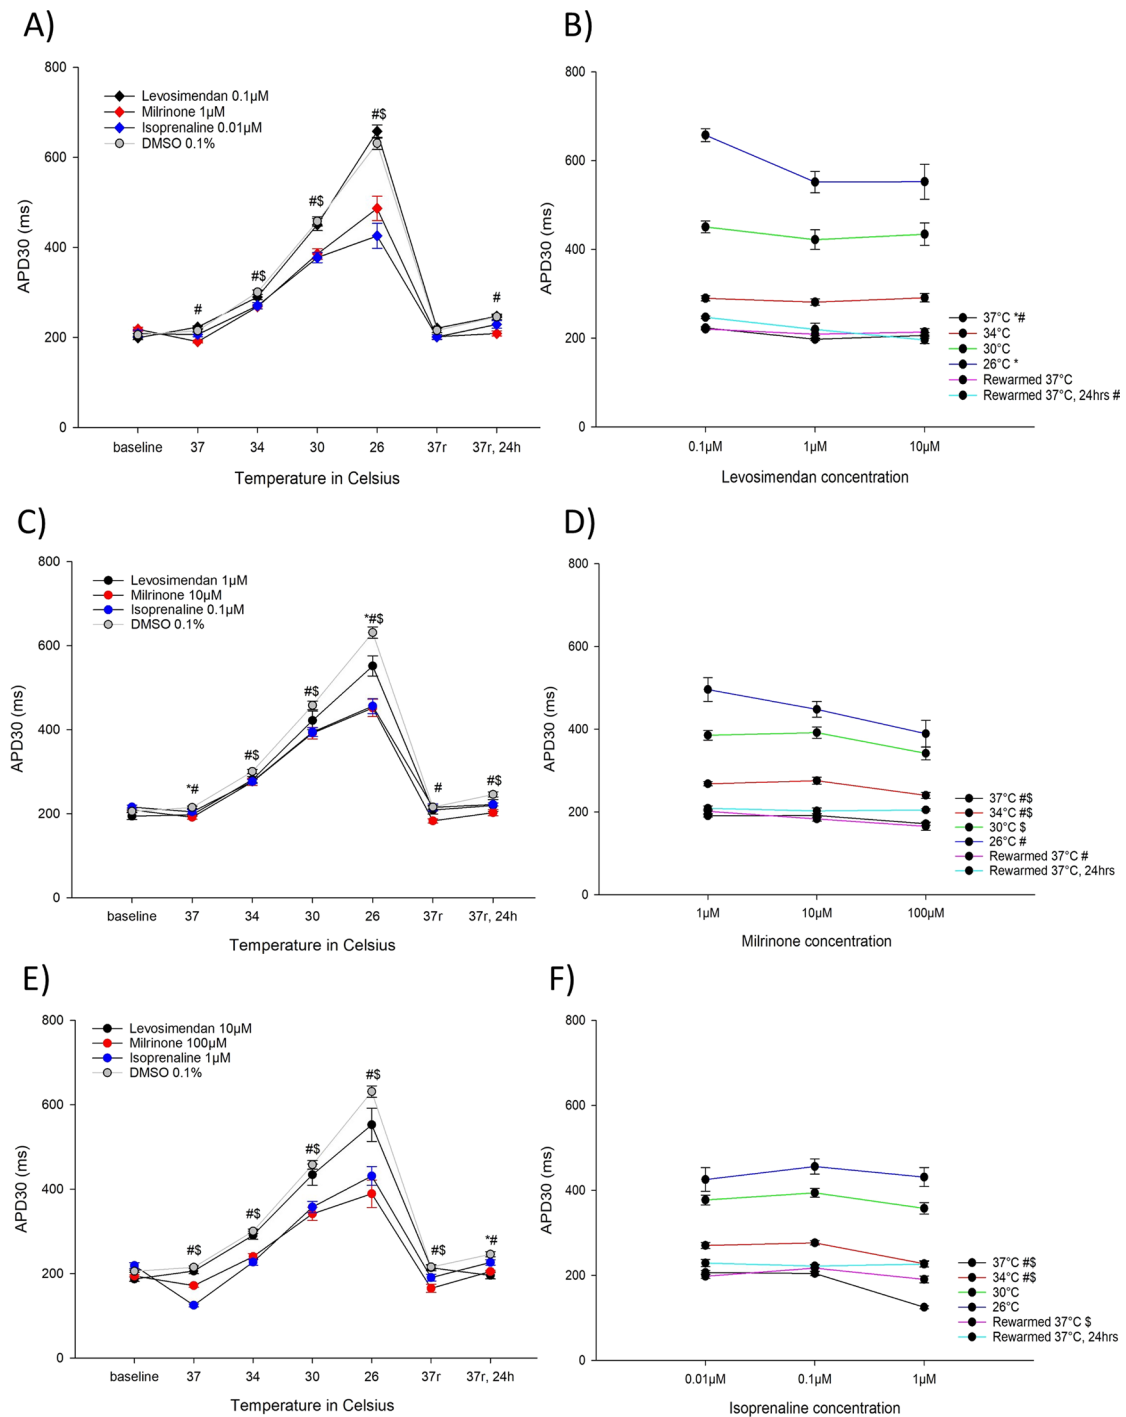 A)
800
600
400
200
0
APD30 (ms)
Levosimendan 0.1µM
Milrinone 1µM
Isoprenaline 0.01µM
DMSO 0.1%
#
#$
#$
#$
#
baseline 37 34 30 26 37r 37r, 24h
Temperature in Celsius
B)
800
600
400
200
0
APD30 (ms)
37°C *#
34°C
30°C
26°C *
Rewarmed 37°C
Rewarmed 37°C, 24hrs #
0.1µM 1µM 10µM
Levosimendan concentration
C)
800
600
400
200
0
APD30 (ms)
Levosimendan 1µM
Milrinone 10µM
Isoprenaline 0.1µM
DMSO 0.1%
*#
#$
#$
*#$
#
#$
baseline 37 34 30 26 37r 37r, 24h
Temperature in Celsius
D)
800
600
400
200
0
APD30 (ms)
37°C #$
34°C #$
30°C $
26°C #
Rewarmed 37°C #
Rewarmed 37°C, 24hrs
1µM 10µM 100µM
Milrinone concentration
E)
800
600
400
200
0
APD30 (ms)
Levosimendan 10µM
Milrinone 100µM
Isoprenaline 1µM
DMSO 0.1%
#$
#$
#$
#$
#$
*#
baseline 37 34 30 26 37r 37r, 24h
Temperature in Celsius
F)
800
600
400
200
0
APD30 (ms)
37°C #$
34°C #$
30°C
26°C
Rewarmed 37°C $
Rewarmed 37°C, 24hrs
0.01µM 0.1µM 1µM
Isoprenaline concentration